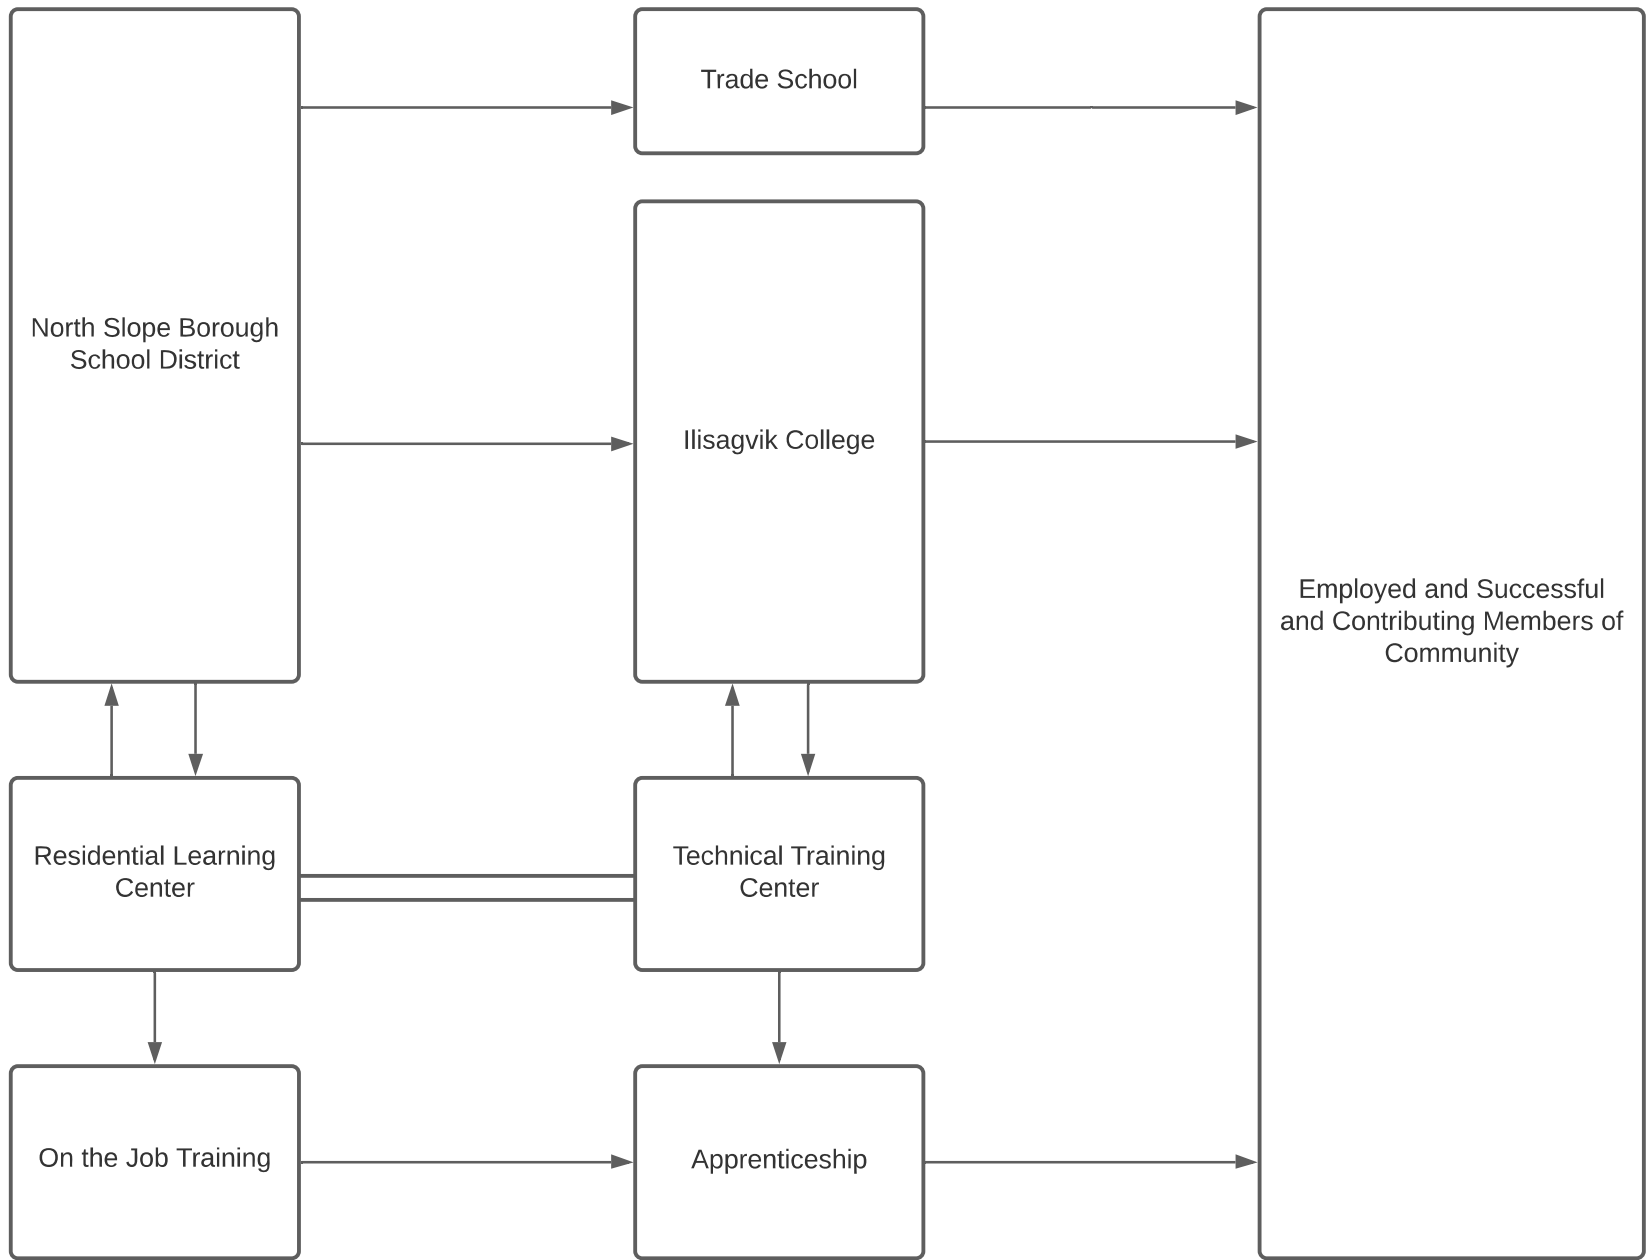 Trade School
North Slope Borough
School District
Ilisagvik College
Employed and Successful
and Contributing Members of
Community
Residential Learning
Center
Technical Training
Center
On the Job Training
Apprenticeship